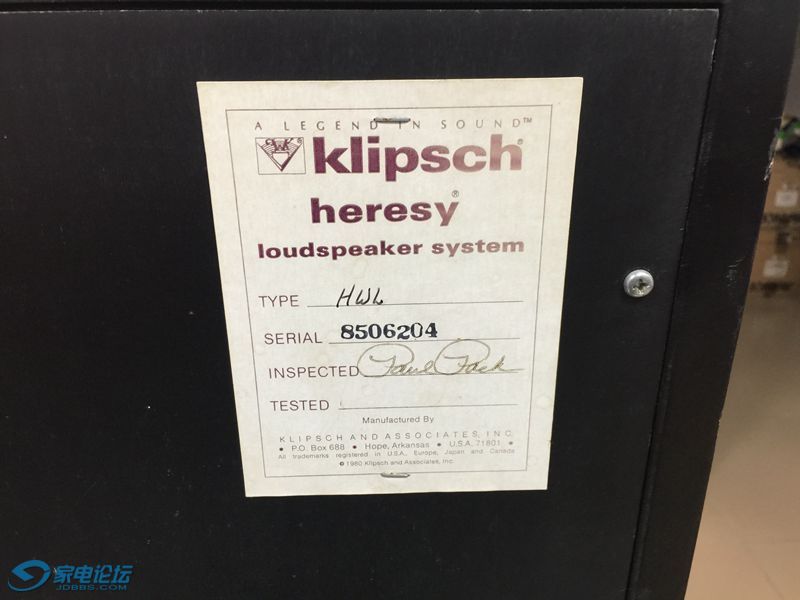 A LEGEND IN SOUND™
klipsch®
heresy®
loudspeaker system
TYPE HWL
SERIAL 8506204
INSPECTED Paul Pack
TESTED
Manufactured By
KLIPSCH AND ASSOCIATES, INC.
• P.O. Box 688 • Hope, Arkansas • U.S.A. 71801 •
All trademarks registered in U.S.A., Europe, Japan and Canada
© 1980 Klipsch and Associates, Inc.
家电论坛
JDBBS.COM